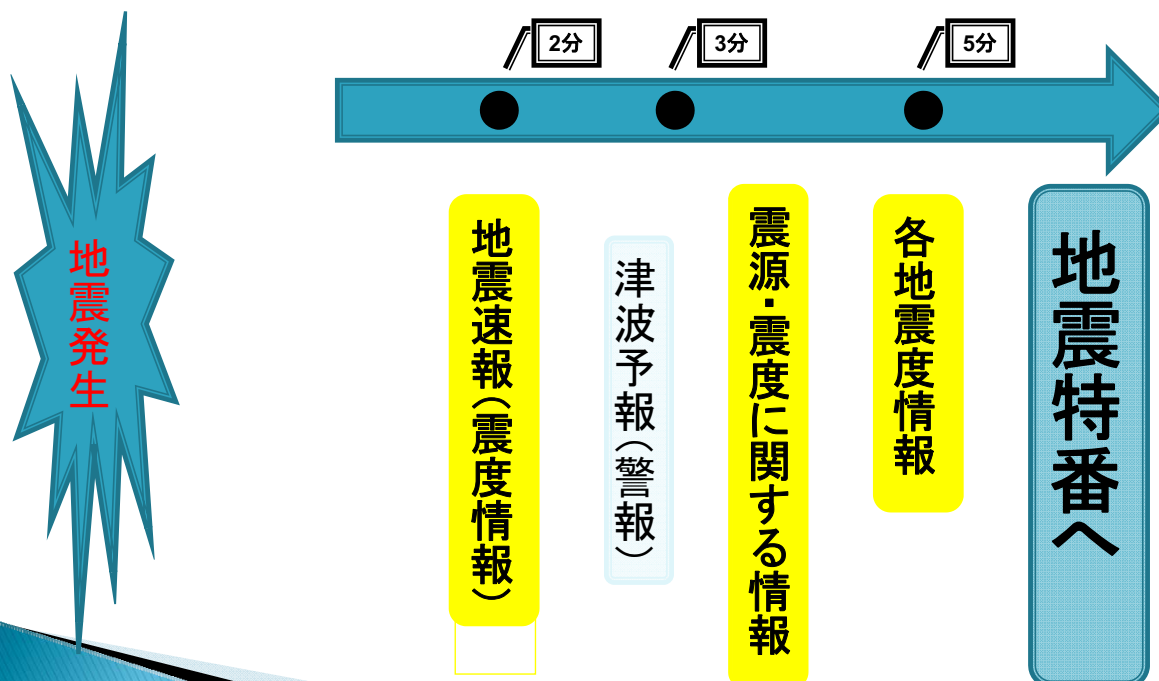 地震発生
2分
3分
5分
地震速報(震度情報)
津波予報(警報)
震源・震度に関する情報
各地震度情報
地震特番へ